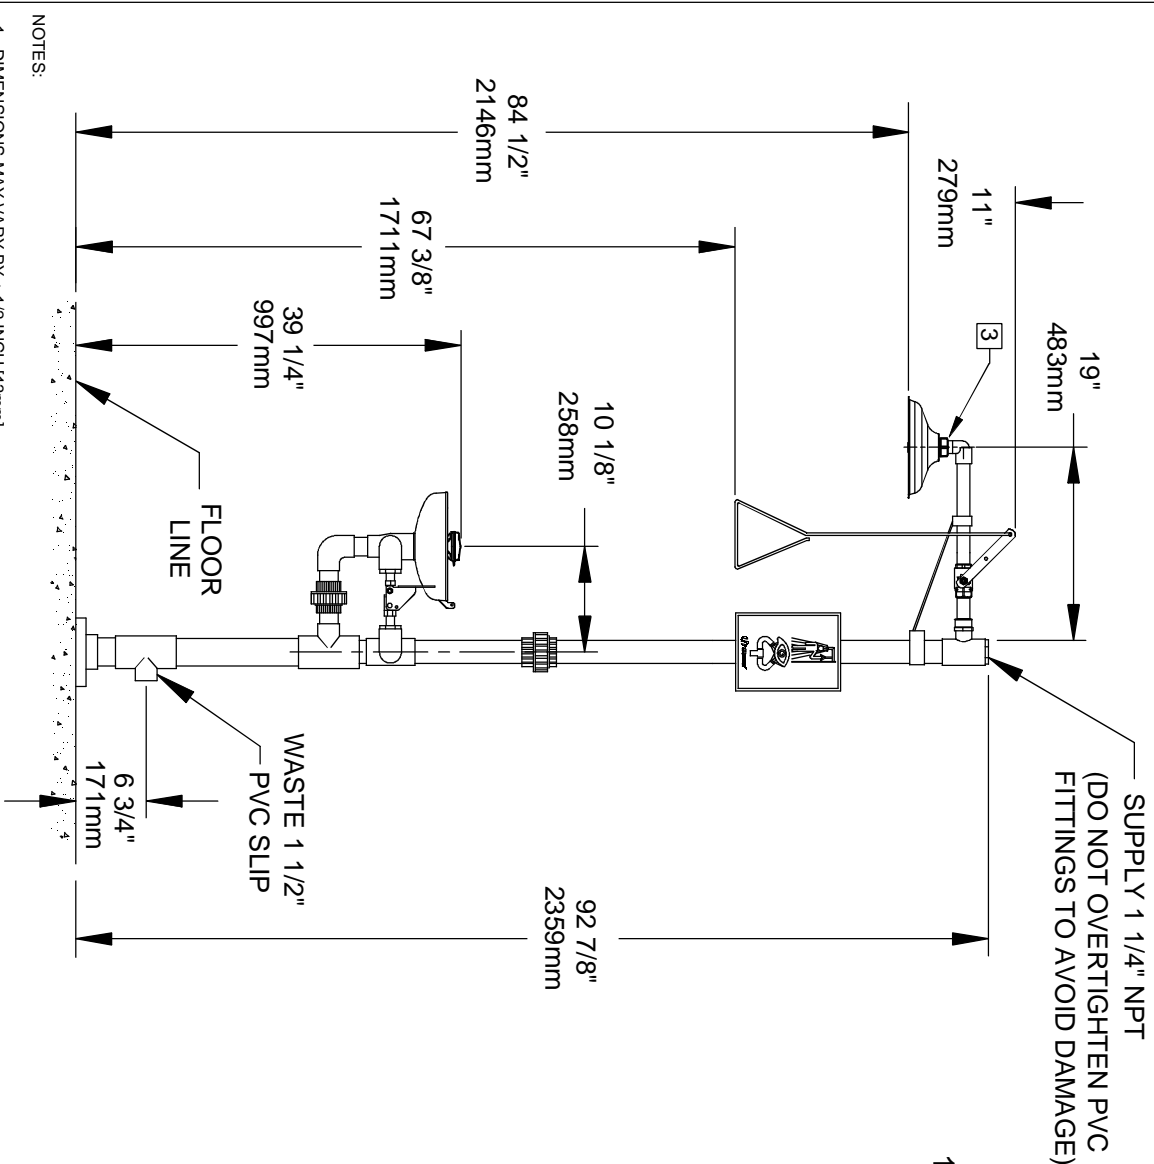 SUPPLY 1 1/4" NPT
(DO NOT OVERTIGHTEN PVC
FITTINGS TO AVOID DAMAGE)
19"
483mm
11"
279mm
3
84 1/2"
2146mm
67 3/8"
1711mm
39 1/4"
997mm
10 1/8"
258mm
92 7/8"
2359mm
WASTE 1 1/2"
PVC SLIP
6 3/4"
171mm
FLOOR
LINE
NOTES: